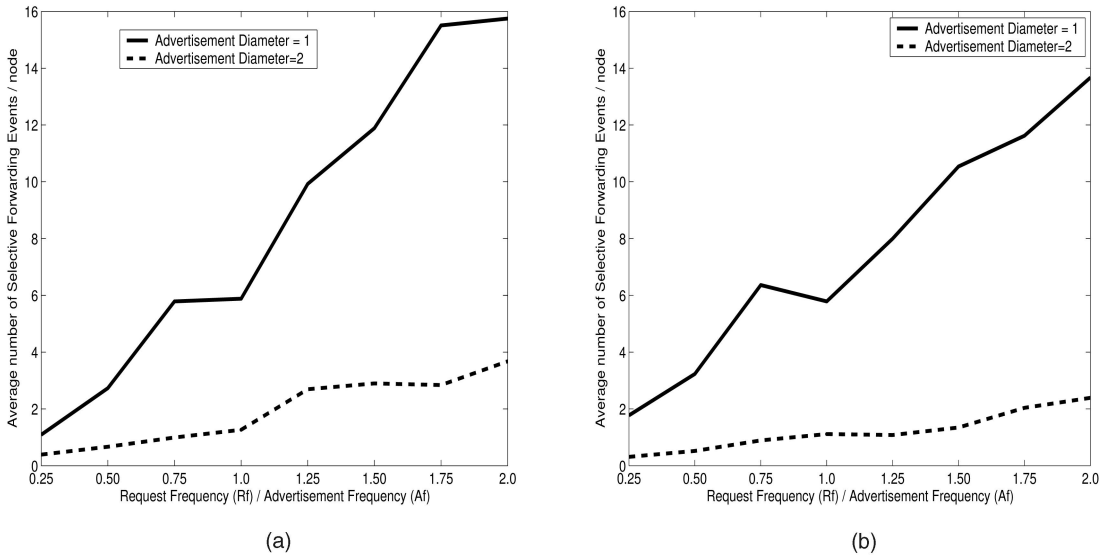 16
14
12
10
8
6
4
2
0
Average number of Selective Forwarding Events / node
Advertisement Diameter = 1
Advertisement Diameter=2
0.25 0.50 0.75 1.0 1.25 1.50 1.75 2.0
Request Frequency (Rf) / Advertisement Frequency (Af)
(a)
16
14
12
10
8
6
4
2
0
Average number of Selective Forwarding Events / node
Advertisement Diameter = 1
Advertisement Diameter=2
0.25 0.50 0.75 1.0 1.25 1.50 1.75 2.0
Request Frequency (Rf) / Advertisement Frequency (Af)
(b)